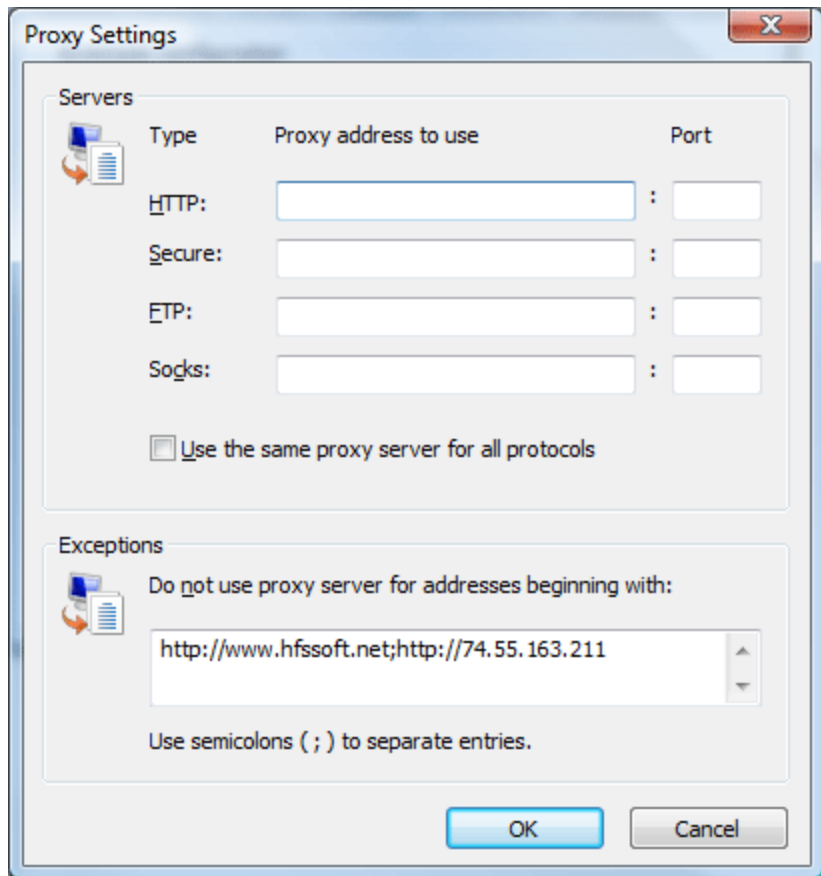 Proxy Settings
Servers
Type Proxy address to use Port
HTTP: :
Secure: :
FTP: :
Socks: :
Use the same proxy server for all protocols
Exceptions
Do not use proxy server for addresses beginning with:
http://www.hfssoft.net;http://74.55.163.211
Use semicolons ( ; ) to separate entries.
OK Cancel